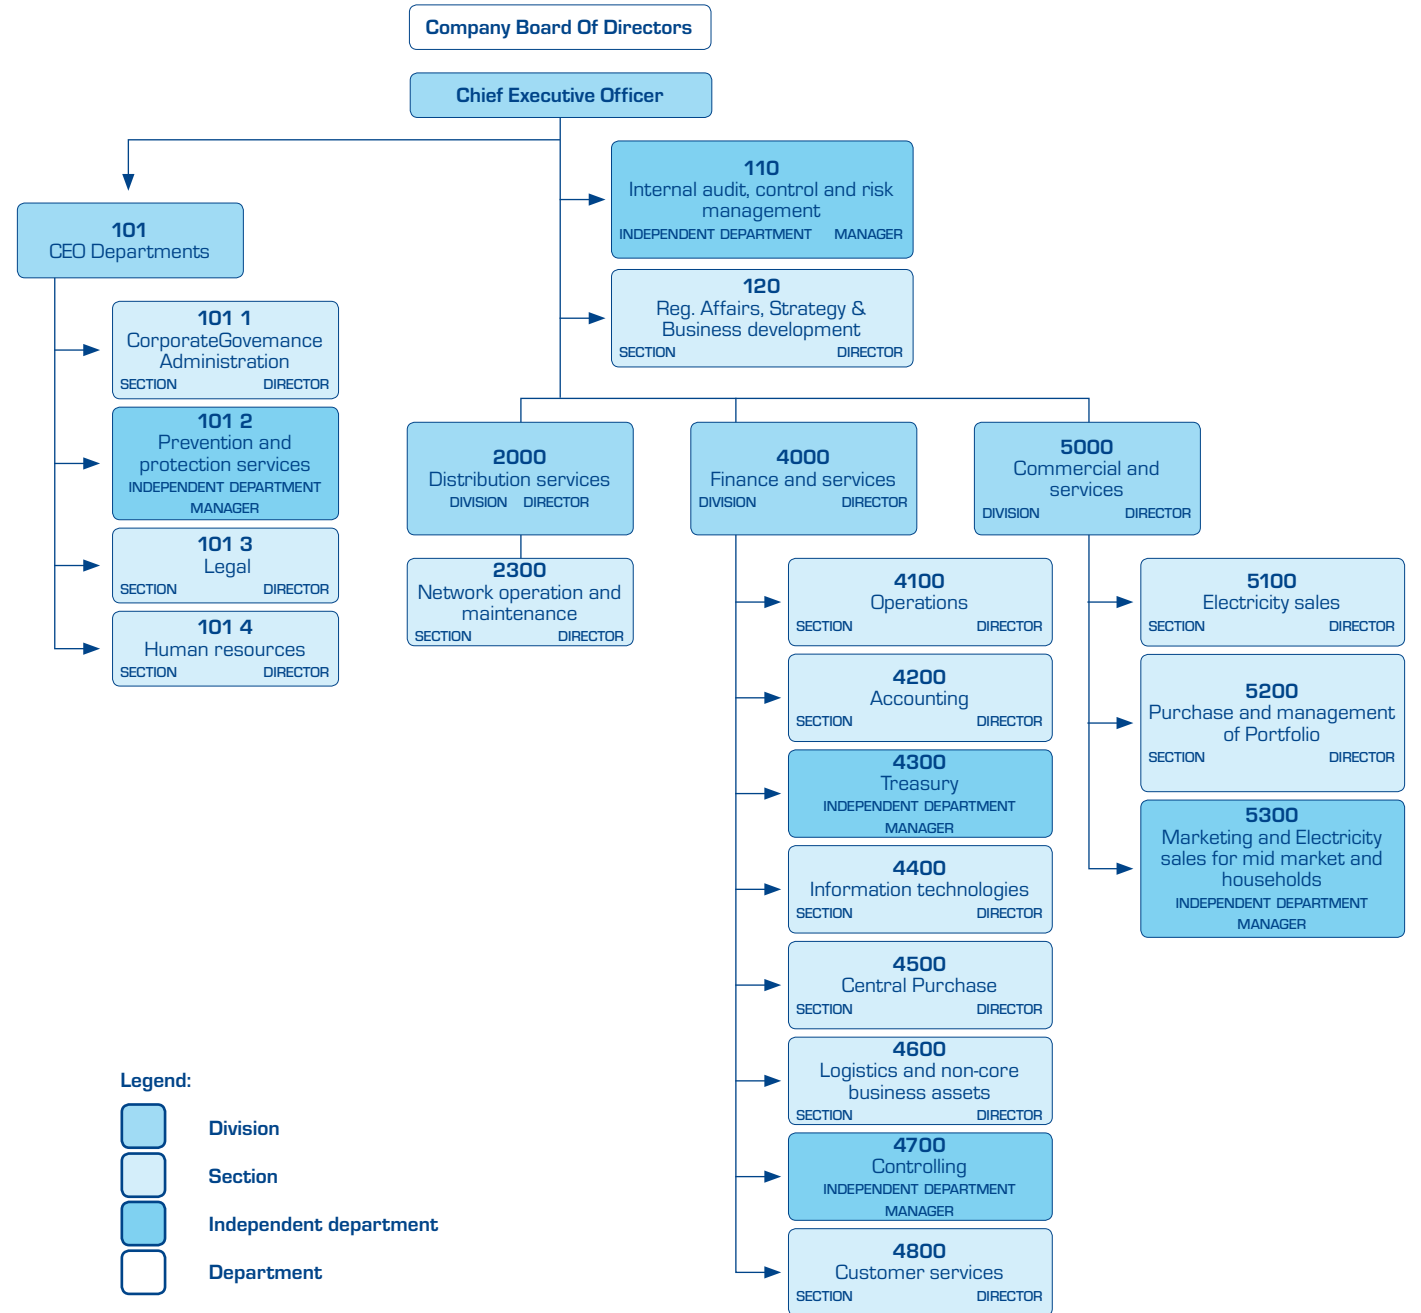 Company Board Of Directors
Chief Executive Officer
110
Internal audit, control and risk
management
INDEPENDENT DEPARTMENT MANAGER
120
Reg. Affairs, Strategy &
Business development
SECTION DIRECTOR
101
CEO Departments
101 1
CorporateGovemance
Administration
SECTION DIRECTOR
101 2
Prevention and
protection services
INDEPENDENT DEPARTMENT
MANAGER
101 3
Legal
SECTION DIRECTOR
101 4
Human resources
SECTION DIRECTOR
2000
Distribution services
DIVISION DIRECTOR
2300
Network operation and
maintenance
SECTION DIRECTOR
4000
Finance and services
DIVISION DIRECTOR
4100
Operations
SECTION DIRECTOR
4200
Accounting
SECTION DIRECTOR
4300
Treasury
INDEPENDENT DEPARTMENT
MANAGER
4400
Information technologies
SECTION DIRECTOR
4500
Central Purchase
SECTION DIRECTOR
4600
Logistics and non-core
business assets
SECTION DIRECTOR
4700
Controlling
INDEPENDENT DEPARTMENT
MANAGER
4800
Customer services
SECTION DIRECTOR
5000
Commercial and
services
DIVISION DIRECTOR
5100
Electricity sales
SECTION DIRECTOR
5200
Purchase and management
of Portfolio
SECTION DIRECTOR
5300
Marketing and Electricity
sales for mid market and
households
INDEPENDENT DEPARTMENT
MANAGER
Legend:
Division
Section
Independent department
Department